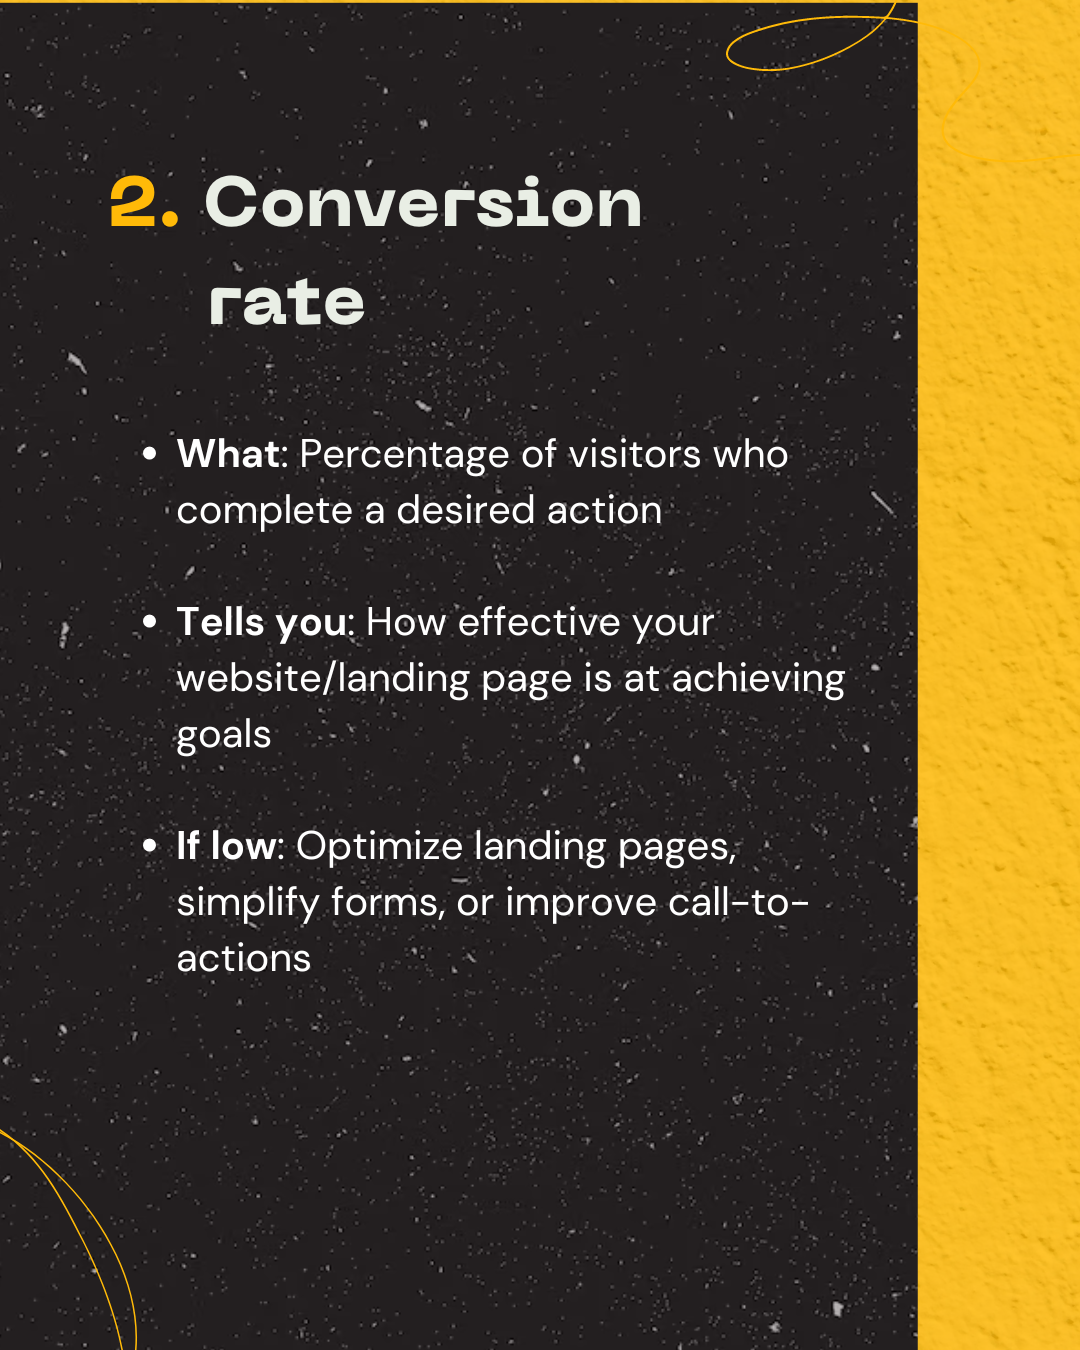 2. Conversion
rate
• What: Percentage of visitors who
complete a desired action
• Tells you: How effective your
website/landing page is at achieving
goals
• If low: Optimize landing pages,
simplify forms, or improve call-to-
actions